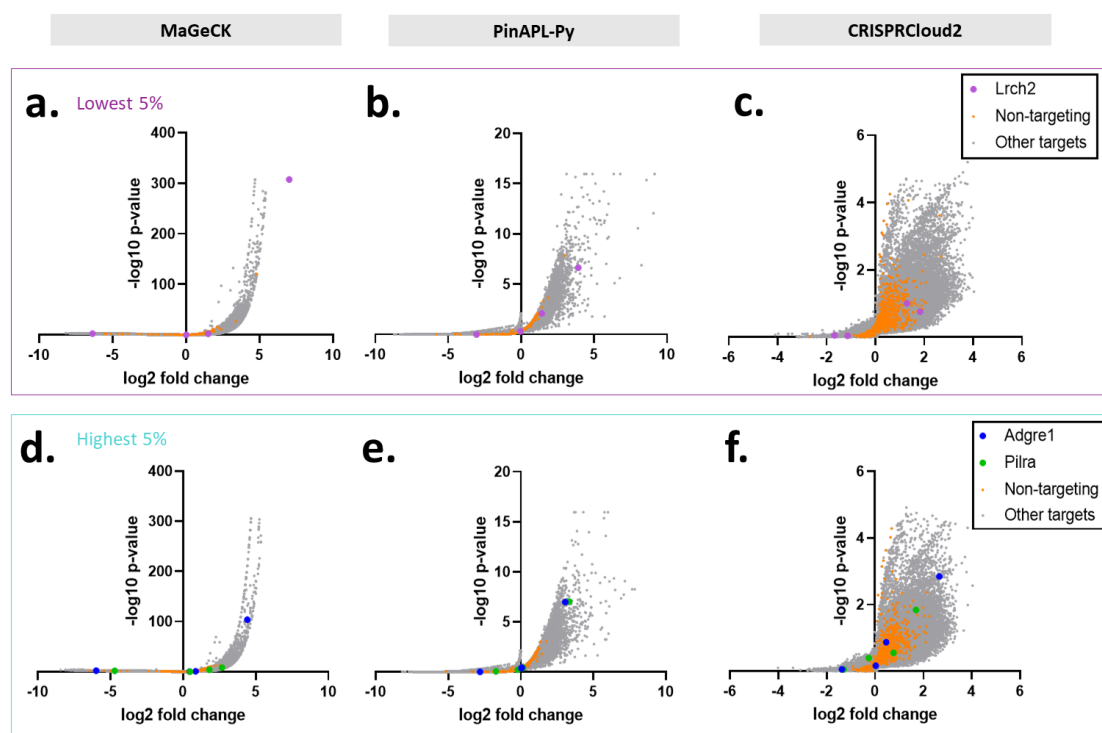 MaGeCK
PinAPL-Py
CRISPRCloud2
a.
Lowest 5%
400
300
200
100
-10
-5
0
5
10
-log10 p-value
log2 fold change
b.
20
15
10
5
-10
-5
0
5
10
-log10 p-value
log2 fold change
c.
6
4
2
-6
-4
-2
0
2
4
6
-log10 p-value
log2 fold change
Lrch2
Non-targeting
Other targets
d.
Highest 5%
400
300
200
100
-10
-5
0
5
10
-log10 p-value
log2 fold change
e.
20
15
10
5
-10
-5
0
5
10
-log10 p-value
log2 fold change
f.
6
4
2
-6
-4
-2
0
2
4
6
-log10 p-value
log2 fold change
Adgre1
Pilra
Non-targeting
Other targets